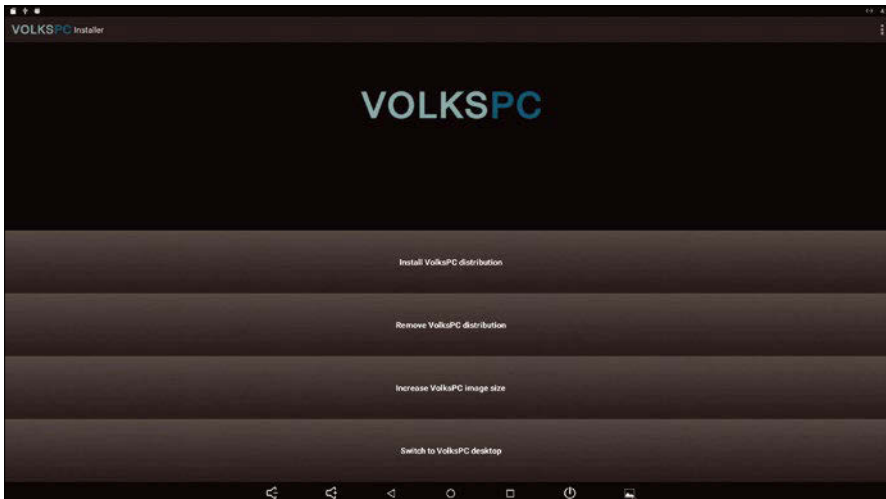 VOLKSPC Installer
VOLKSPC
Install VolksPC distribution
Remove VolksPC distribution
Increase VolksPC image size
Switch to VolksPC desktop